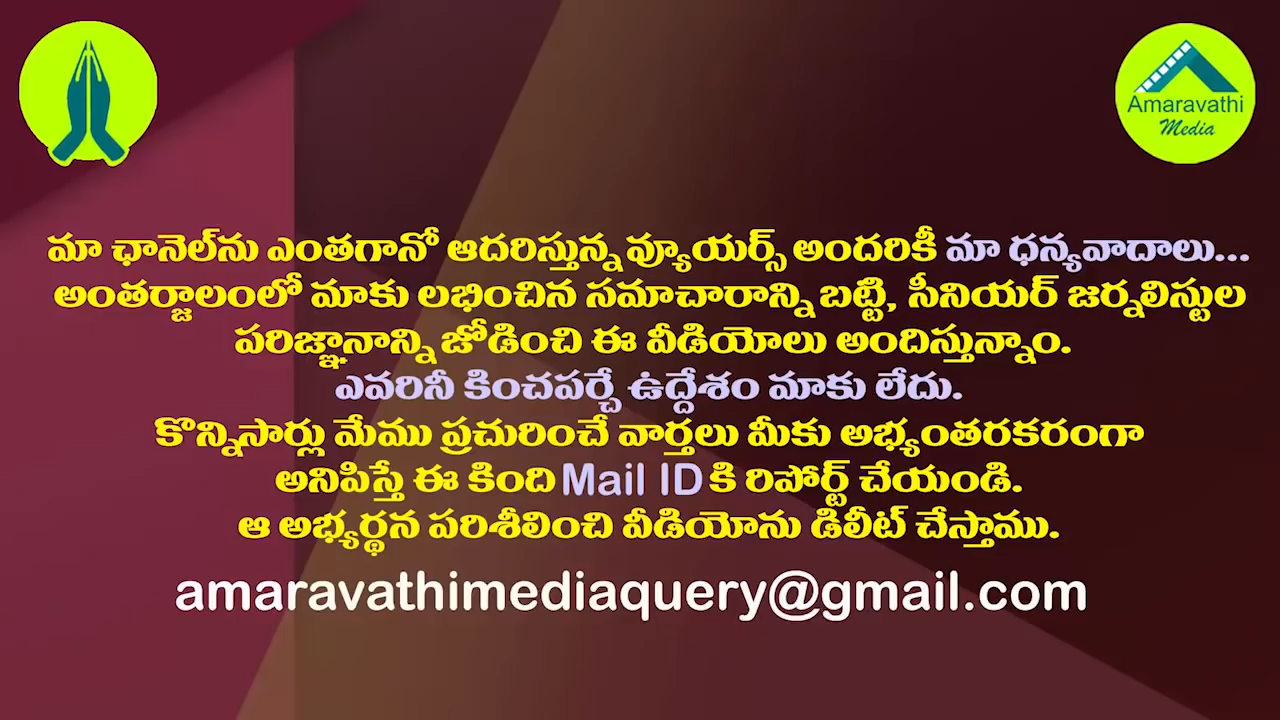 Amaravathi
Media
మా ఛానెల్‌ను ఎంతగానో ఆదరిస్తున్న వ్యూయర్స్ అందరికీ మా ధన్యవాదాలు...
అంతర్జాలంలో మాకు లభించిన సమాచారాన్ని బట్టి, సీనియర్ జర్నలిస్టుల
పరిజ్ఞానాన్ని జోడించి ఈ వీడియోలు అందిస్తున్నాం.
ఎవరినీ కించపర్చే ఉద్దేశం మాకు లేదు.
కొన్నిసార్లు మేము ప్రచురించే వార్తలు మీకు అభ్యంతరకరంగా
అనిపిస్తే ఈ కింది Mail ID కి రిపోర్ట్ చేయండి.
ఆ అభ్యర్థన పరిశీలించి వీడియోను డిలీట్ చేస్తాము.
amaravathimediaquery@gmail.com